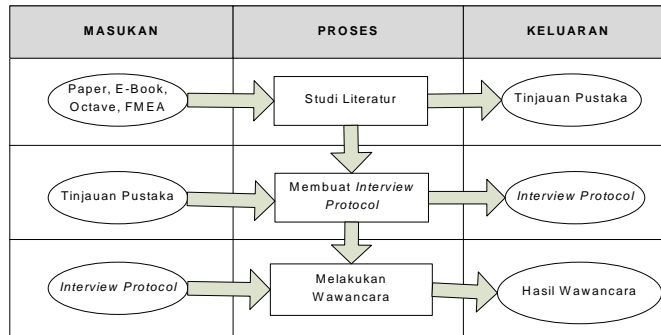 MASUKAN
PROSES
KELUARAN
Paper, E-Book,
Octave, FMEA
Studi Literatur
Tinjauan Pustaka
Tinjauan Pustaka
Membuat Interview
Protocol
Interview Protocol
Interview Protocol
Melakukan
Wawancara
Hasil Wawancara